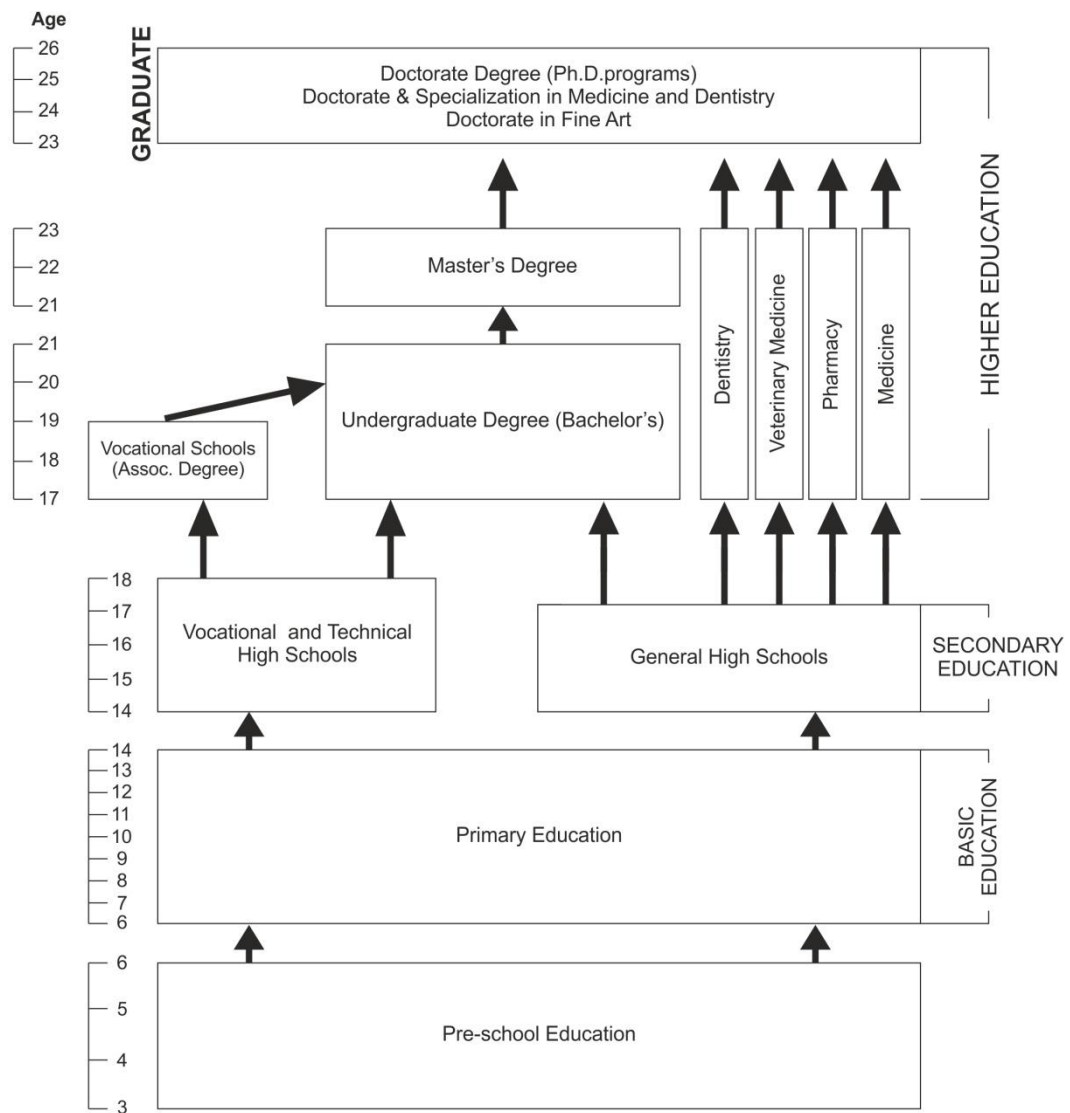 Age
26
25
24
23
GRADUATE
Doctorate Degree (Ph.D.programs)
Doctorate & Specialization in Medicine and Dentistry
Doctorate in Fine Art
HIGHER EDUCATION
23
22
21
Master's Degree
21
20
19
18
17
Vocational Schools
(Assoc. Degree)
Undergraduate Degree (Bachelor's)
Dentistry
Veterinary Medicine
Pharmacy
Medicine
18
17
16
15
14
Vocational and Technical
High Schools
General High Schools
SECONDARY
EDUCATION
14
13
12
11
10
9
8
7
6
Primary Education
BASIC
EDUCATION
6
5
4
3
Pre-school Education